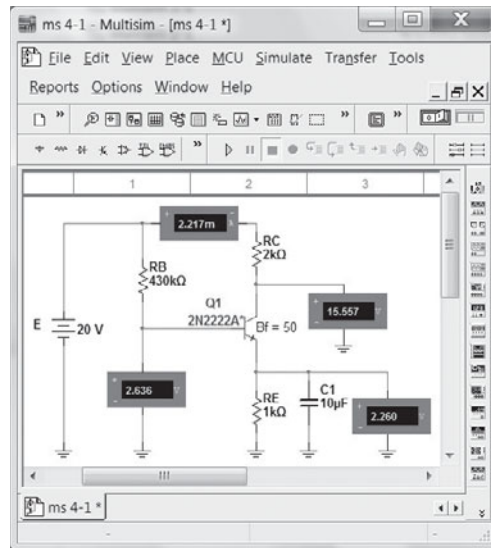 ms 4-1 - Multisim - [ms 4-1 *]
File Edit View Place MCU Simulate Transfer Tools
Reports Options Window Help
1 2 3
2.217m
RC
2kΩ
RB
430kΩ
Q1
2N2222A*
Bf = 50
15.557 V
E
20 V
2.636 V
RE
1kΩ
C1
10µF
2.260 V
ms 4-1 *